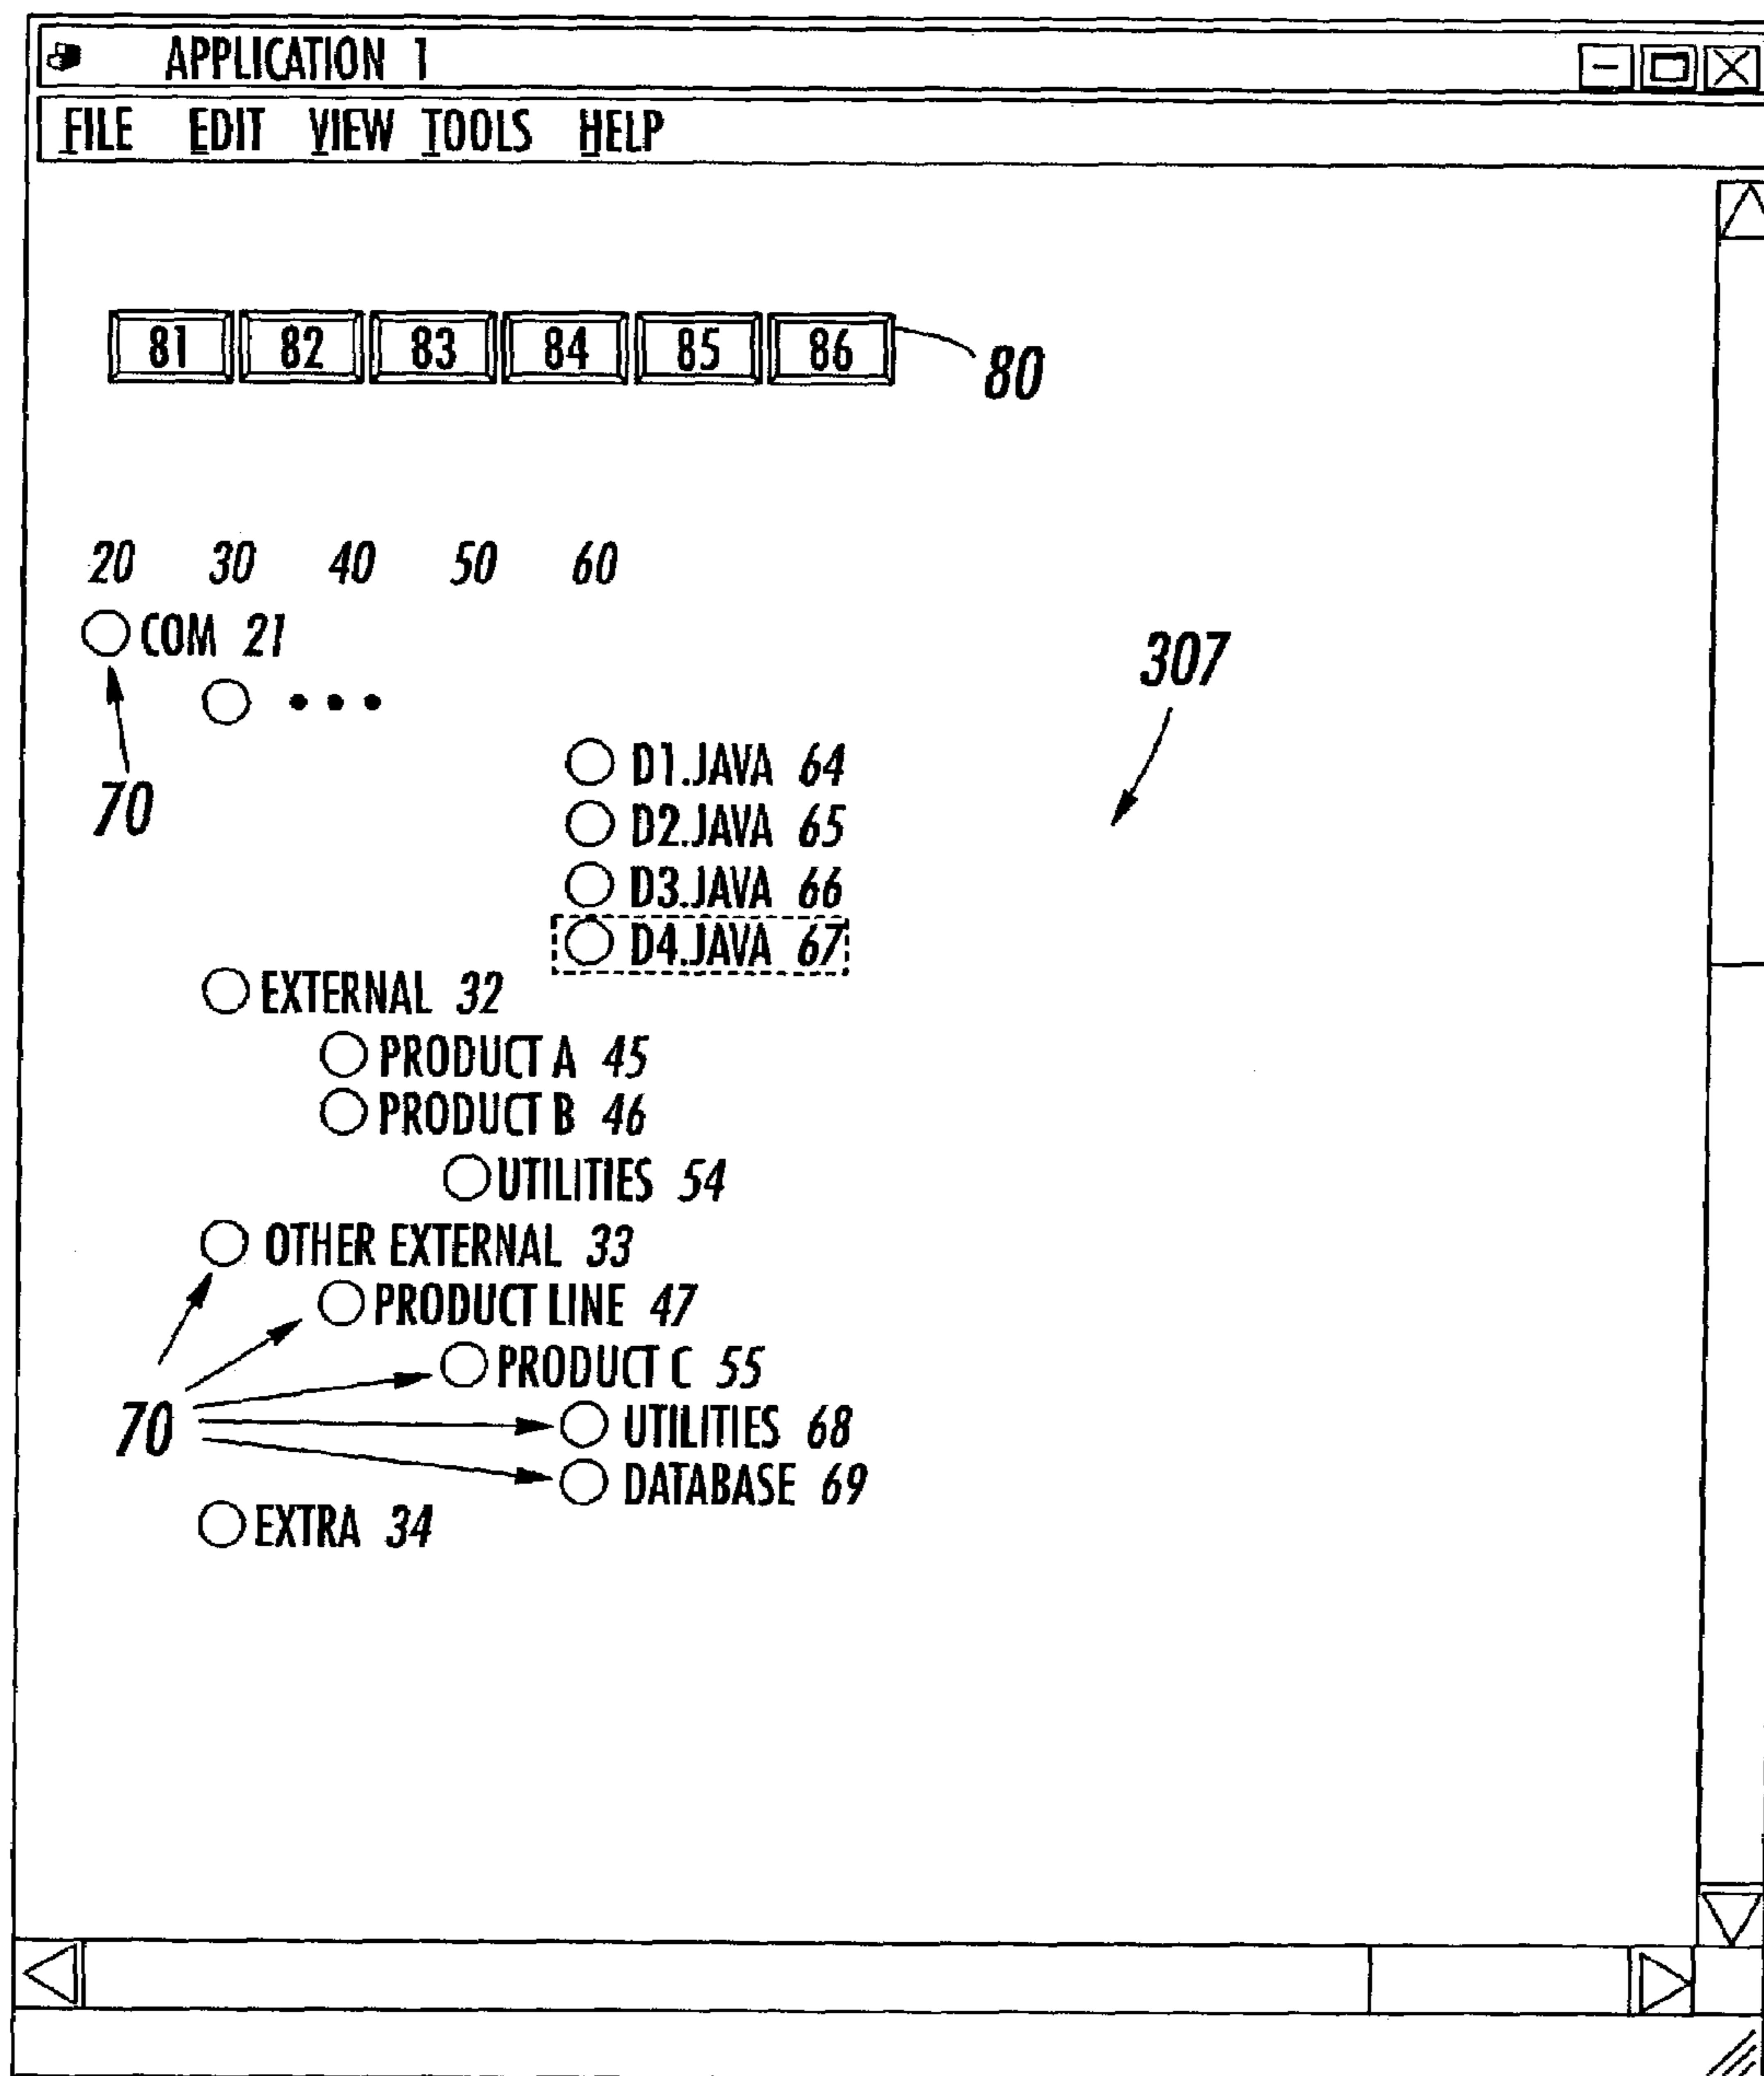 APPLICATION 1
FILE EDIT VIEW TOOLS HELP
81 82 83 84 85 86
80
20 30 40 50 60
COM 21
• • •
307
70
D1.JAVA 64
D2.JAVA 65
D3.JAVA 66
D4.JAVA 67
EXTERNAL 32
PRODUCT A 45
PRODUCT B 46
UTILITIES 54
OTHER EXTERNAL 33
PRODUCT LINE 47
PRODUCT C 55
70
UTILITIES 68
DATABASE 69
EXTRA 34